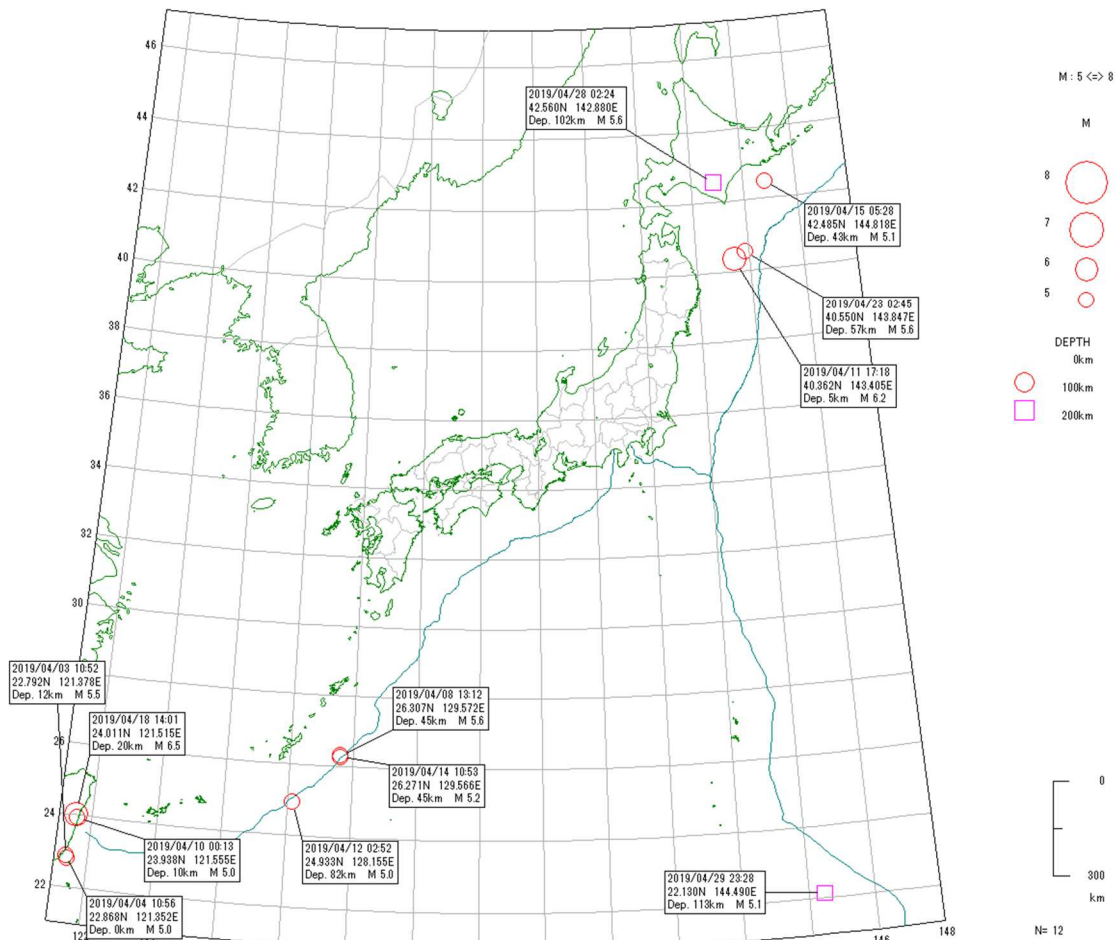 46
44
42
40
38
36
34
32
30
26
24
22
146
148
2019/04/28 02:24
42.560N 142.880E
Dep. 102km M 5.6
2019/04/15 05:28
42.485N 144.818E
Dep. 43km M 5.1
2019/04/23 02:45
40.550N 143.847E
Dep. 57km M 5.6
2019/04/11 17:18
40.362N 143.405E
Dep. 5km M 6.2
2019/04/03 10:52
22.792N 121.378E
Dep. 12km M 5.5
2019/04/18 14:01
24.011N 121.515E
Dep. 20km M 6.5
2019/04/08 13:12
26.307N 129.572E
Dep. 45km M 5.6
2019/04/14 10:53
26.271N 129.566E
Dep. 45km M 5.2
2019/04/10 00:13
23.938N 121.555E
Dep. 10km M 5.0
2019/04/12 02:52
24.933N 128.155E
Dep. 82km M 5.0
2019/04/04 10:56
22.868N 121.352E
Dep. 0km M 5.0
2019/04/29 23:28
22.130N 144.490E
Dep. 113km M 5.1
M : 5 <=> 8
M
8
7
6
5
DEPTH
0km
100km
200km
0
300
km
N= 12